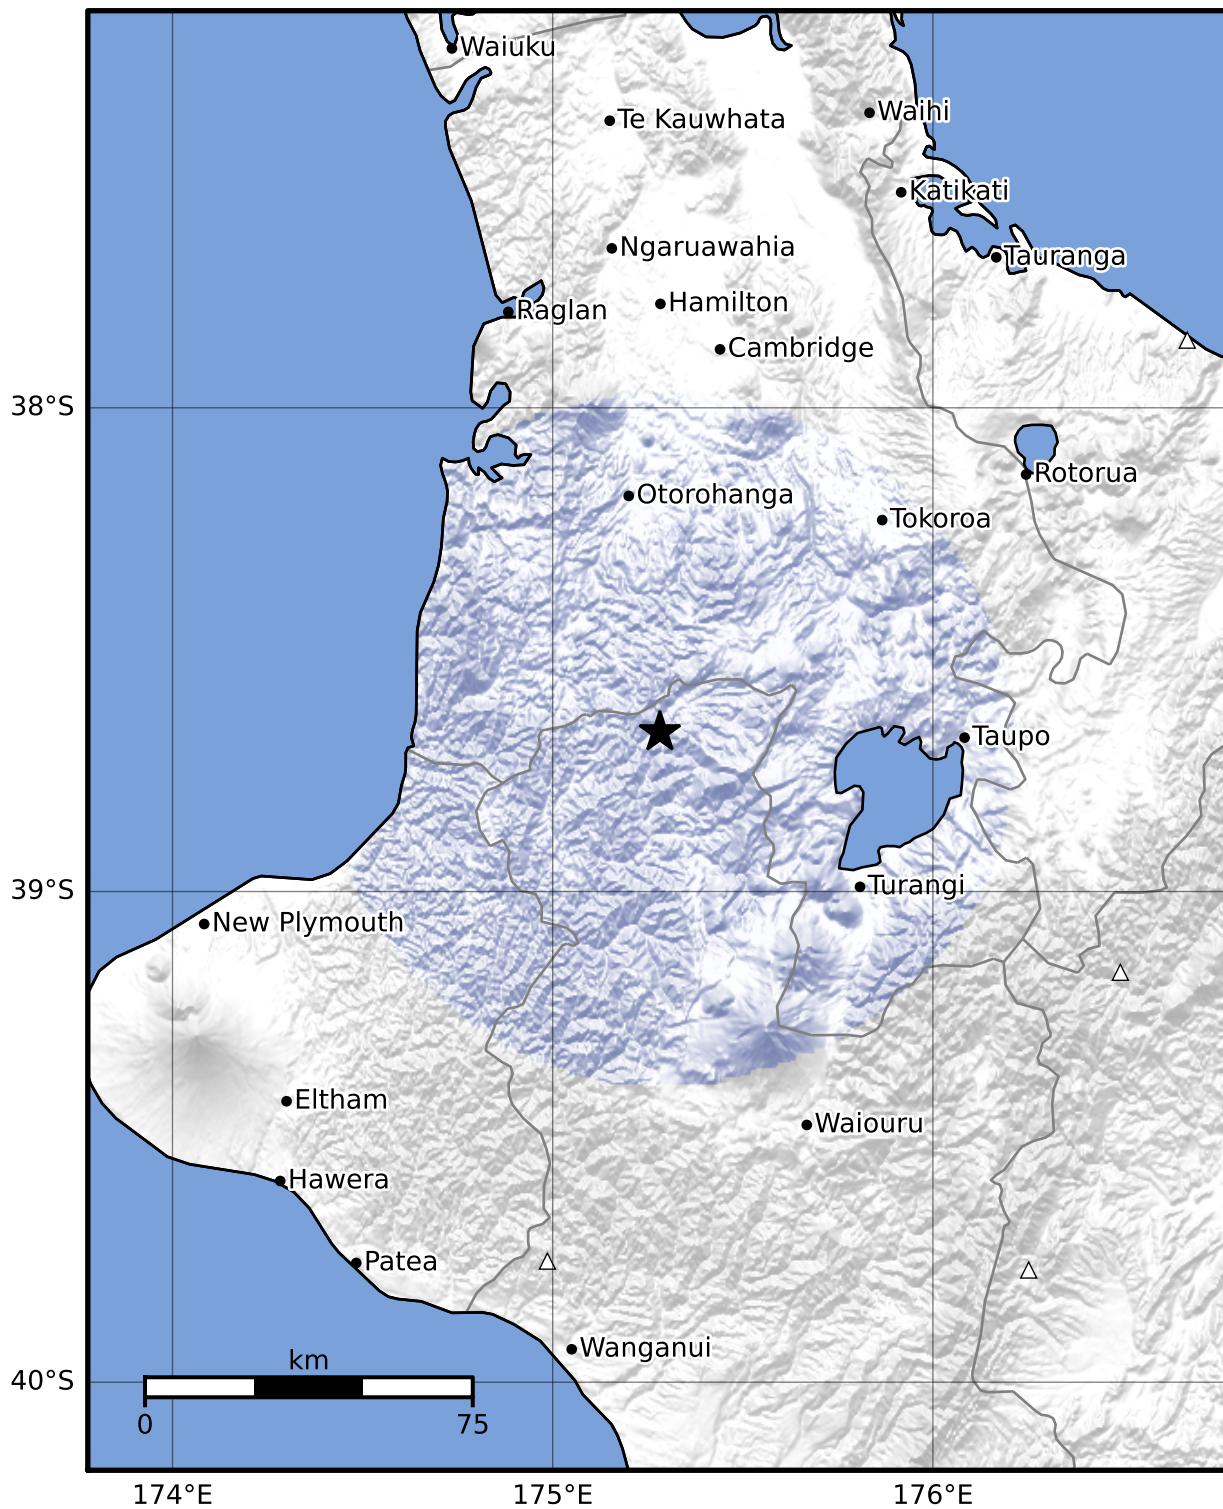 Waiuku
Te Kauwhata
Waihi
Katikati
Ngaruawahia
Tauranga
Hamilton
Raglan
Cambridge
38°S
Rotorua
Otorohanga
Tokoroa
Taupo
39°S
Turangi
New Plymouth
Eltham
Waiouru
Hawera
Patea
Wanganui
km
40°S
0 75
174°E 175°E 176°E